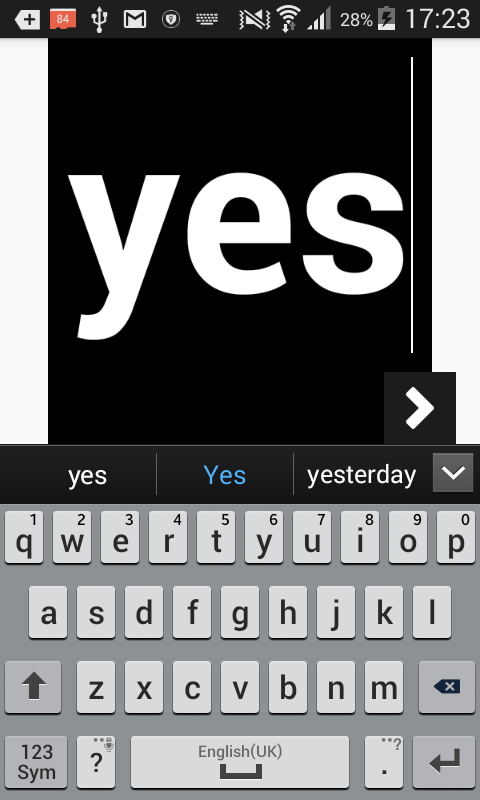 84 28% 17:23
yes
yes Yes yesterday
1 2 3 4 5 6 7 8 9 0
q w e r t y u i o p
a s d f g h j k l
z x c v b n m
123 Sym ? English(UK) . ?